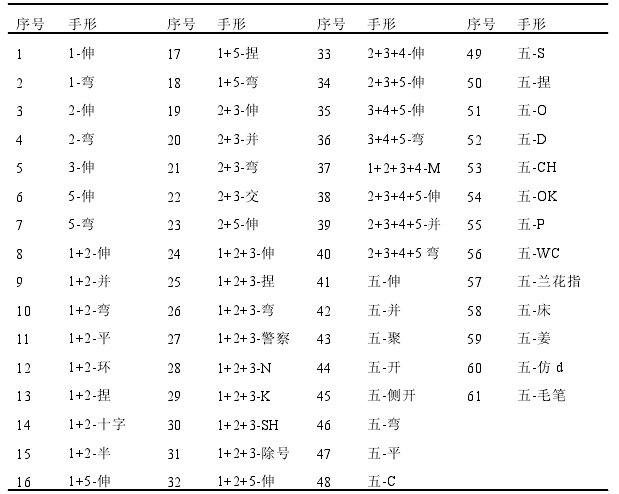 序号 手形 序号 手形 序号 手形 序号 手形
1 1-伸 17 1+5-捏 33 2+3+4-伸 49 五-S
2 1-弯 18 1+5-弯 34 2+3+5-伸 50 五-捏
3 2-伸 19 2+3-伸 35 3+4+5-伸 51 五-O
4 2-弯 20 2+3-并 36 3+4+5-弯 52 五-D
5 3-伸 21 2+3-弯 37 1+2+3+4-M 53 五-CH
6 5-伸 22 2+3-交 38 2+3+4+5-伸 54 五-OK
7 5-弯 23 2+5-伸 39 2+3+4+5-并 55 五-P
8 1+2-伸 24 1+2+3-伸 40 2+3+4+5 弯 56 五-WC
9 1+2-并 25 1+2+3-捏 41 五-伸 57 五-兰花指
10 1+2-弯 26 1+2+3-弯 42 五-并 58 五-床
11 1+2-平 27 1+2+3-警察 43 五-聚 59 五-姜
12 1+2-环 28 1+2+3-N 44 五-开 60 五-仿 d
13 1+2-捏 29 1+2+3-K 45 五-侧开 61 五-毛笔
14 1+2-十字 30 1+2+3-SH 46 五-弯
15 1+2-半 31 1+2+3-除号 47 五-平
16 1+5-伸 32 1+2+5-伸 48 五-C